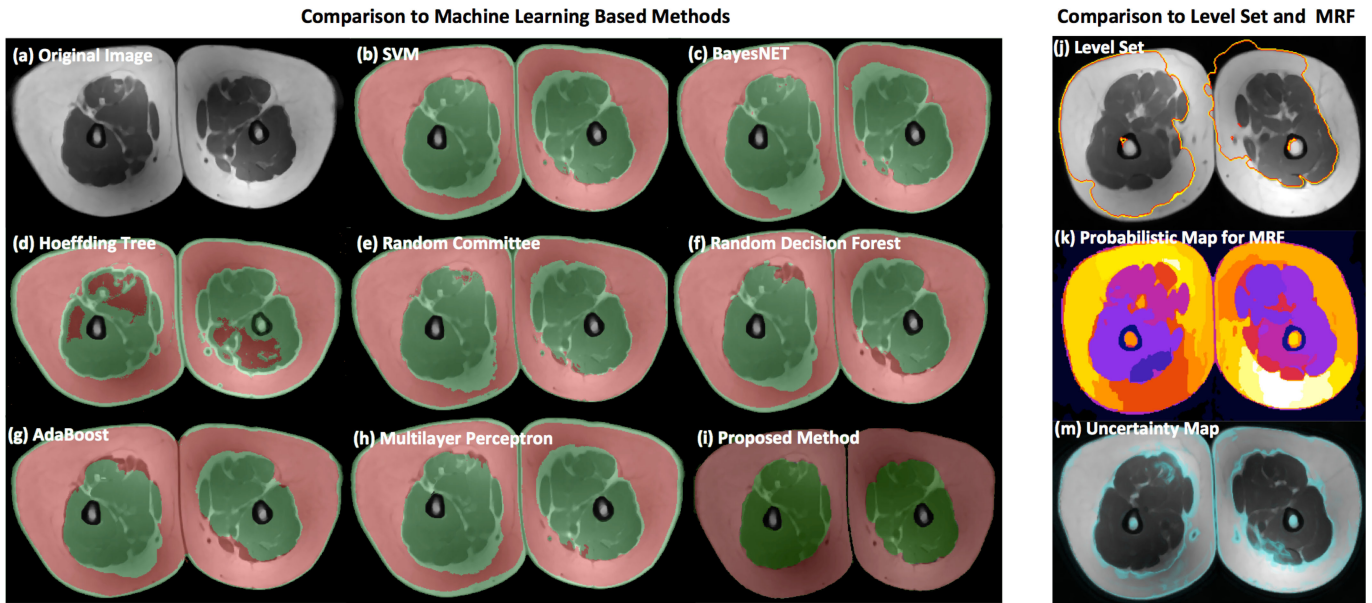 Comparison to Machine Learning Based Methods
Comparison to Level Set and MRF
(a) Original Image
(b) SVM
(c) BayesNET
(j) Level Set
(d) Hoeffding Tree
(e) Random Committee
(f) Random Decision Forest
(k) Probabilistic Map for MRF
(g) AdaBoost
(h) Multilayer Perceptron
(i) Proposed Method
(m) Uncertainty Map